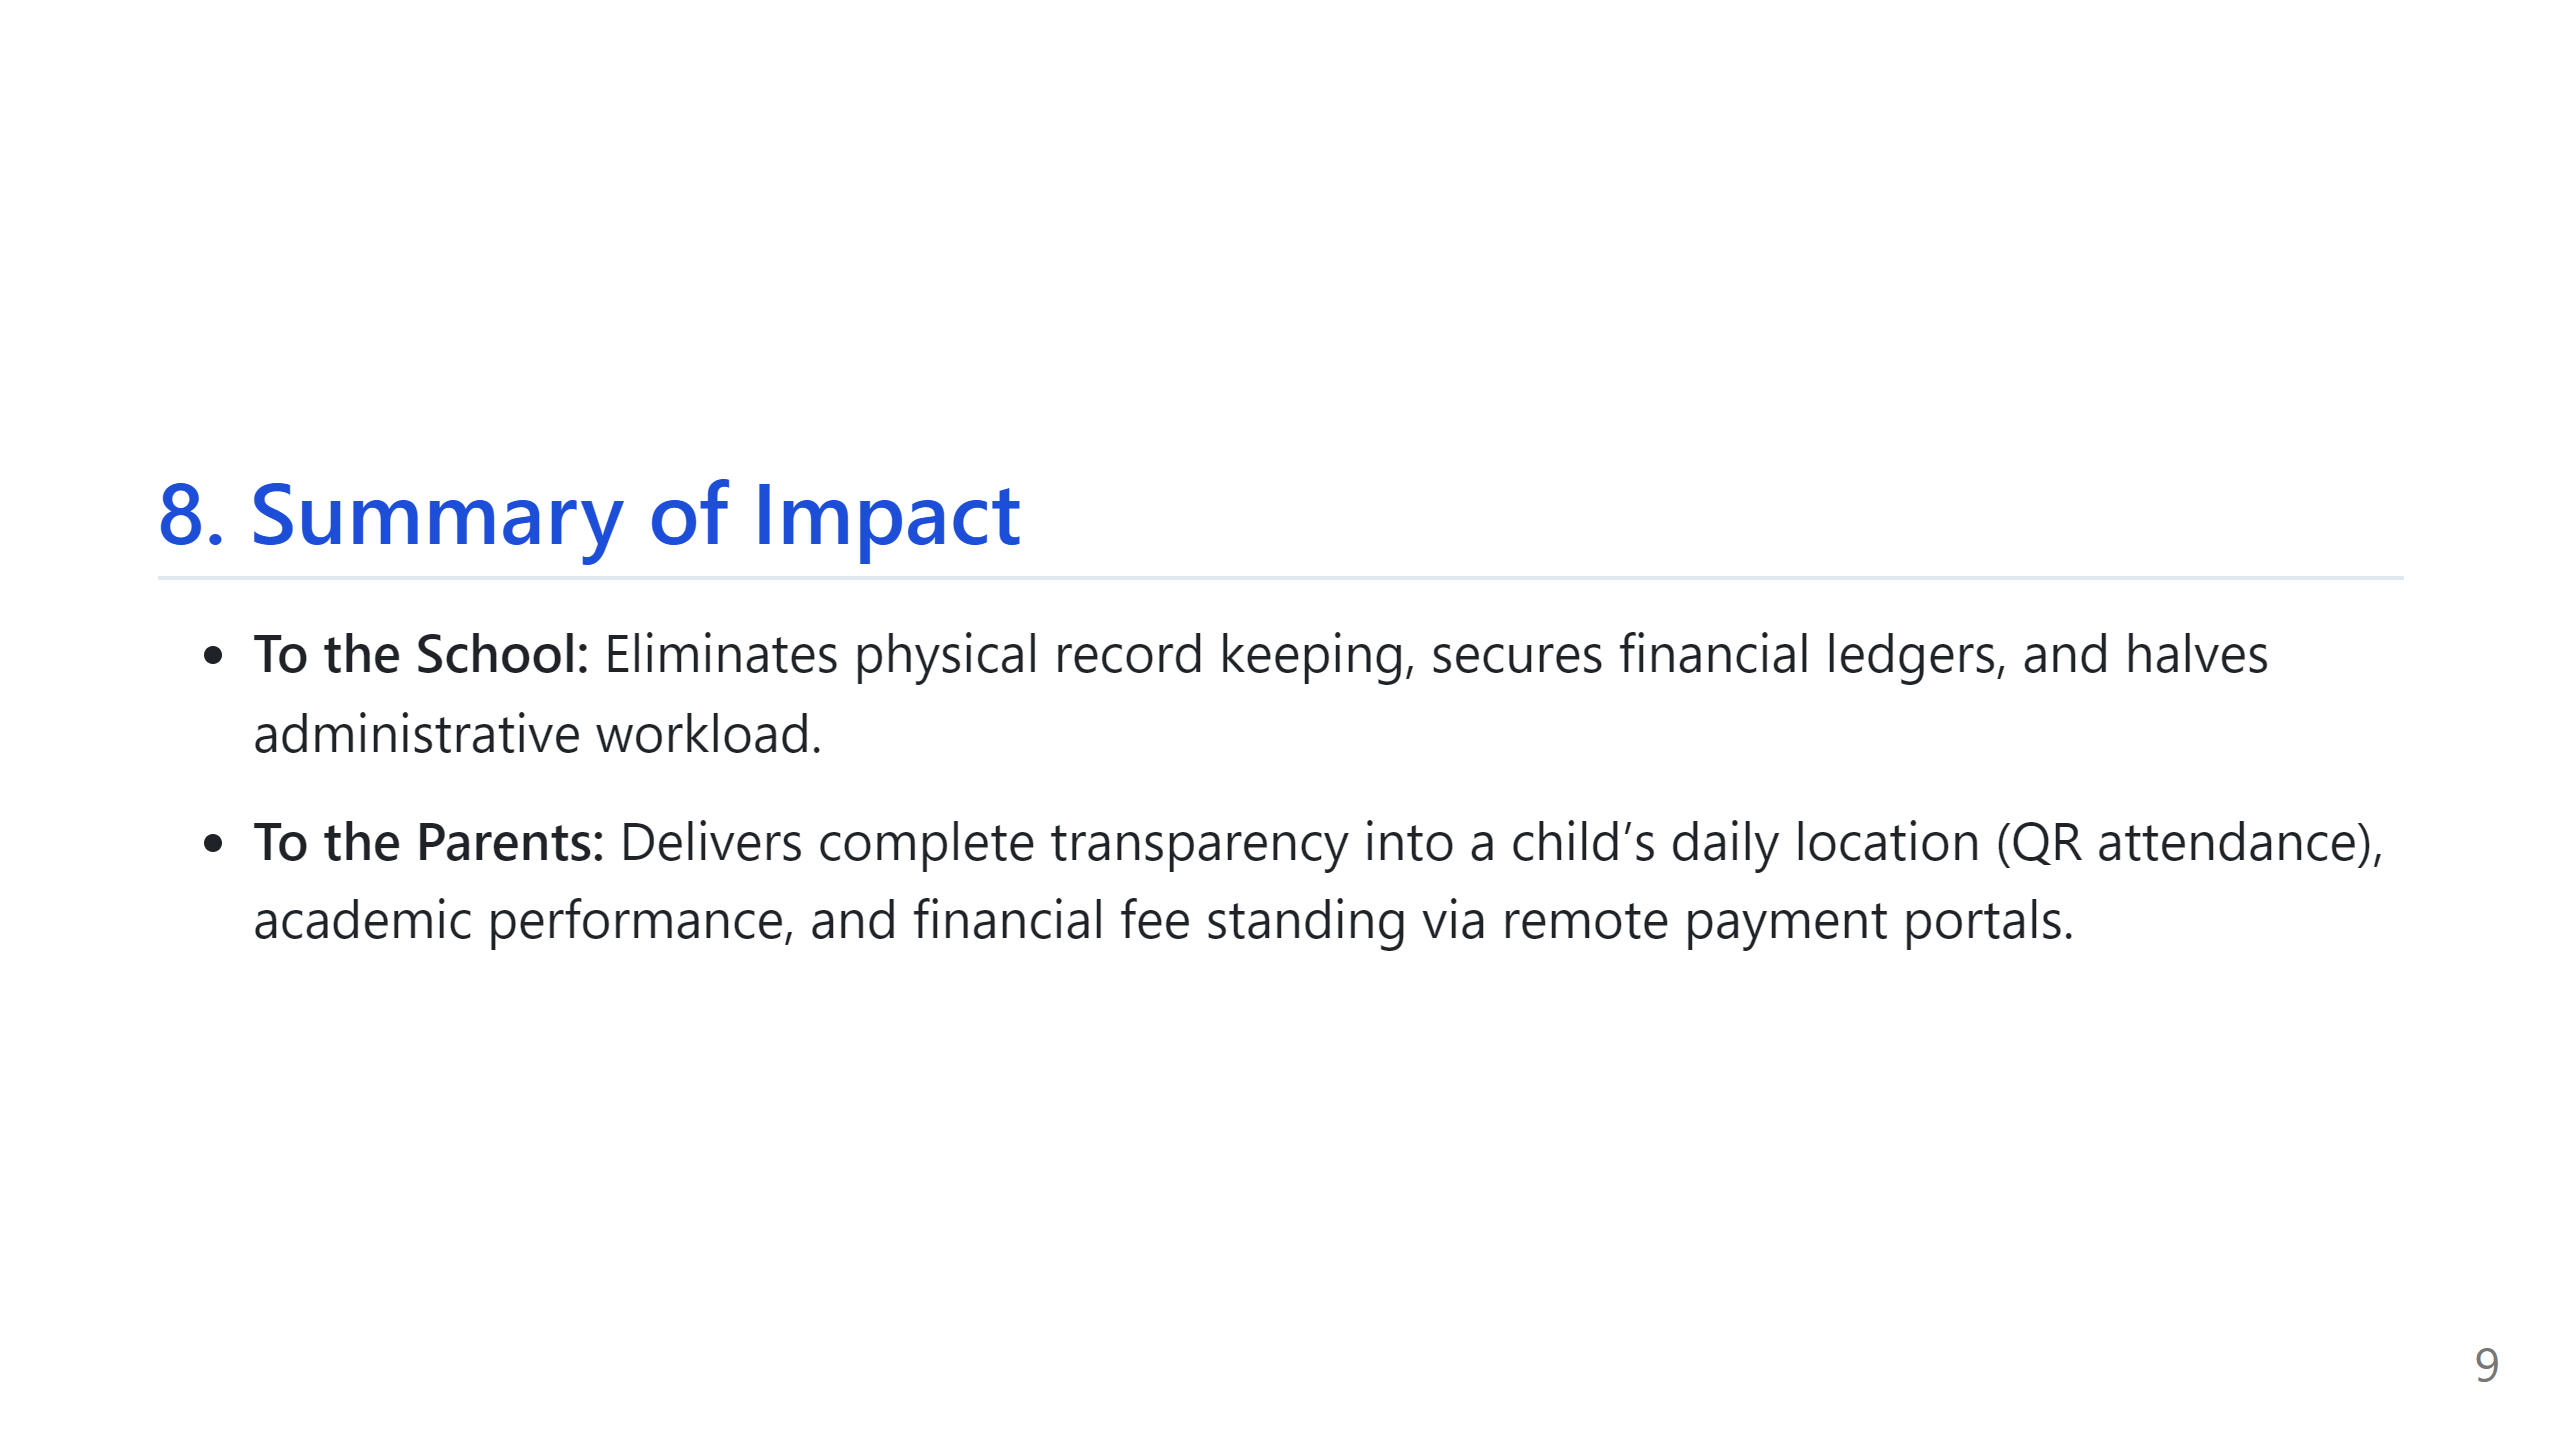 8. Summary of Impact
• To the School: Eliminates physical record keeping, secures financial ledgers, and halves
administrative workload.
• To the Parents: Delivers complete transparency into a child’s daily location (QR attendance),
academic performance, and financial fee standing via remote payment portals.
9